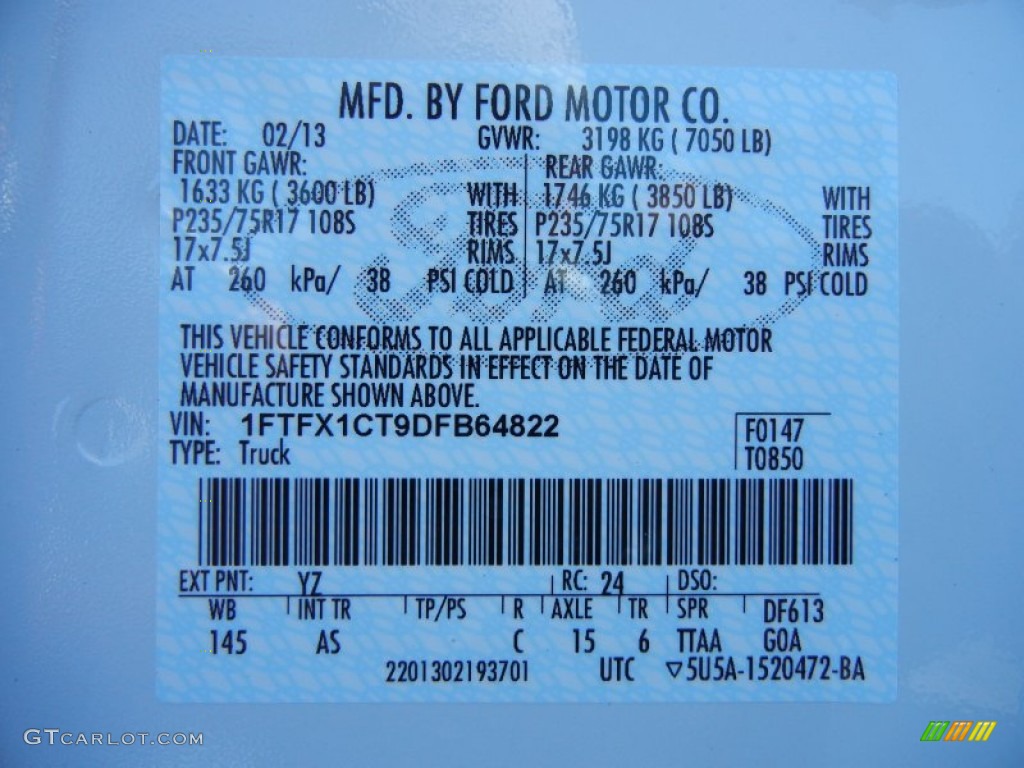 MFD. BY FORD MOTOR CO.
DATE: 02/13 GVWR: 3198 KG ( 7050 LB)
FRONT GAWR: REAR GAWR:
1633 KG ( 3600 LB) WITH 1746 KG ( 3850 LB) WITH
P235/75R17 108S TIRES P235/75R17 108S TIRES
17x7.5J RIMS 17x7.5J RIMS
AT 260 kPa/ 38 PSI COLD AT 260 kPa/ 38 PSI COLD
Ford
THIS VEHICLE CONFORMS TO ALL APPLICABLE FEDERAL MOTOR
VEHICLE SAFETY STANDARDS IN EFFECT ON THE DATE OF
MANUFACTURE SHOWN ABOVE.
VIN: 1FTFX1CT9DFB64822 F0147
TYPE: Truck T0850
EXT PNT: YZ RC: 24 DSO:
WB INT TR TP/PS R AXLE TR SPR DF613
145 AS C 15 6 TTAA GOA
2201302193701 UTC ▽5U5A-1520472-BA
GTCARLOT.COM